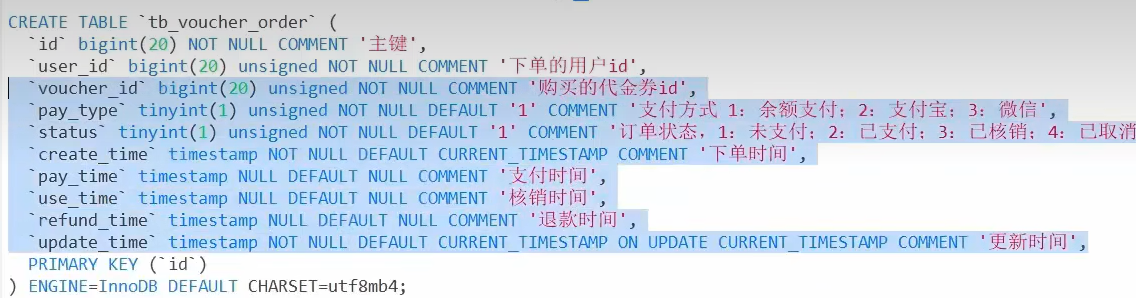 CREATE TABLE `tb_voucher_order` (
`id` bigint(20) NOT NULL COMMENT '主键',
`user_id` bigint(20) unsigned NOT NULL COMMENT '下单的用户id',
`voucher_id` bigint(20) unsigned NOT NULL COMMENT '购买的代金券id',
`pay_type` tinyint(1) unsigned NOT NULL DEFAULT '1' COMMENT '支付方式 1：余额支付；2：支付宝；3：微信',
`status` tinyint(1) unsigned NOT NULL DEFAULT '1' COMMENT '订单状态，1：未支付；2：已支付；3：已核销；4：已取消
`create_time` timestamp NOT NULL DEFAULT CURRENT_TIMESTAMP COMMENT '下单时间',
`pay_time` timestamp NULL DEFAULT NULL COMMENT '支付时间',
`use_time` timestamp NULL DEFAULT NULL COMMENT '核销时间',
`refund_time` timestamp NULL DEFAULT NULL COMMENT '退款时间',
`update_time` timestamp NOT NULL DEFAULT CURRENT_TIMESTAMP ON UPDATE CURRENT_TIMESTAMP COMMENT '更新时间',
PRIMARY KEY (`id`)
) ENGINE=InnoDB DEFAULT CHARSET=utf8mb4;